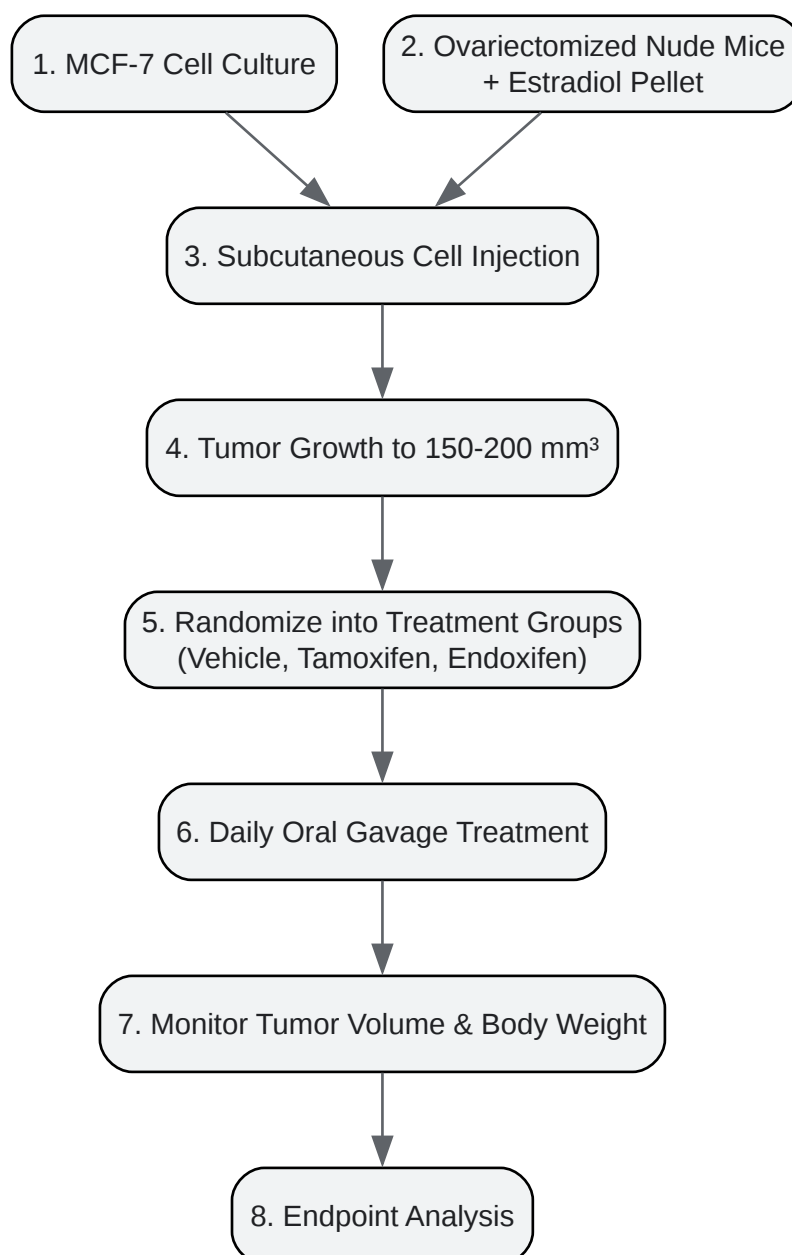 1. MCF-7 Cell Culture
2. Ovariectomized Nude Mice
+ Estradiol Pellet
3. Subcutaneous Cell Injection
4. Tumor Growth to 150-200 mm³
5. Randomize into Treatment Groups
(Vehicle, Tamoxifen, Endoxifen)
6. Daily Oral Gavage Treatment
7. Monitor Tumor Volume & Body Weight
8. Endpoint Analysis